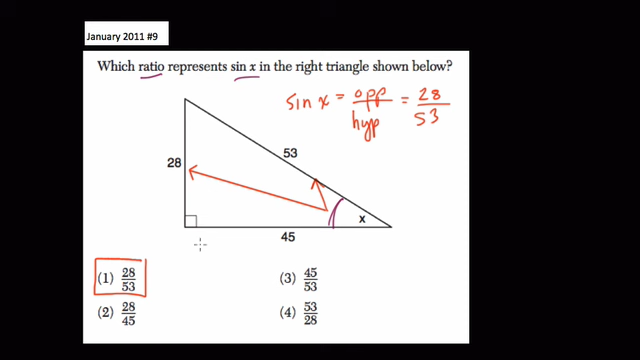 January 2011 #9
Which ratio represents sin x in the right triangle shown below?
sin x = opp/hyp = 28/53
53
28
x
45
(1) 28/53
(3) 45/53
(2) 28/45
(4) 53/28